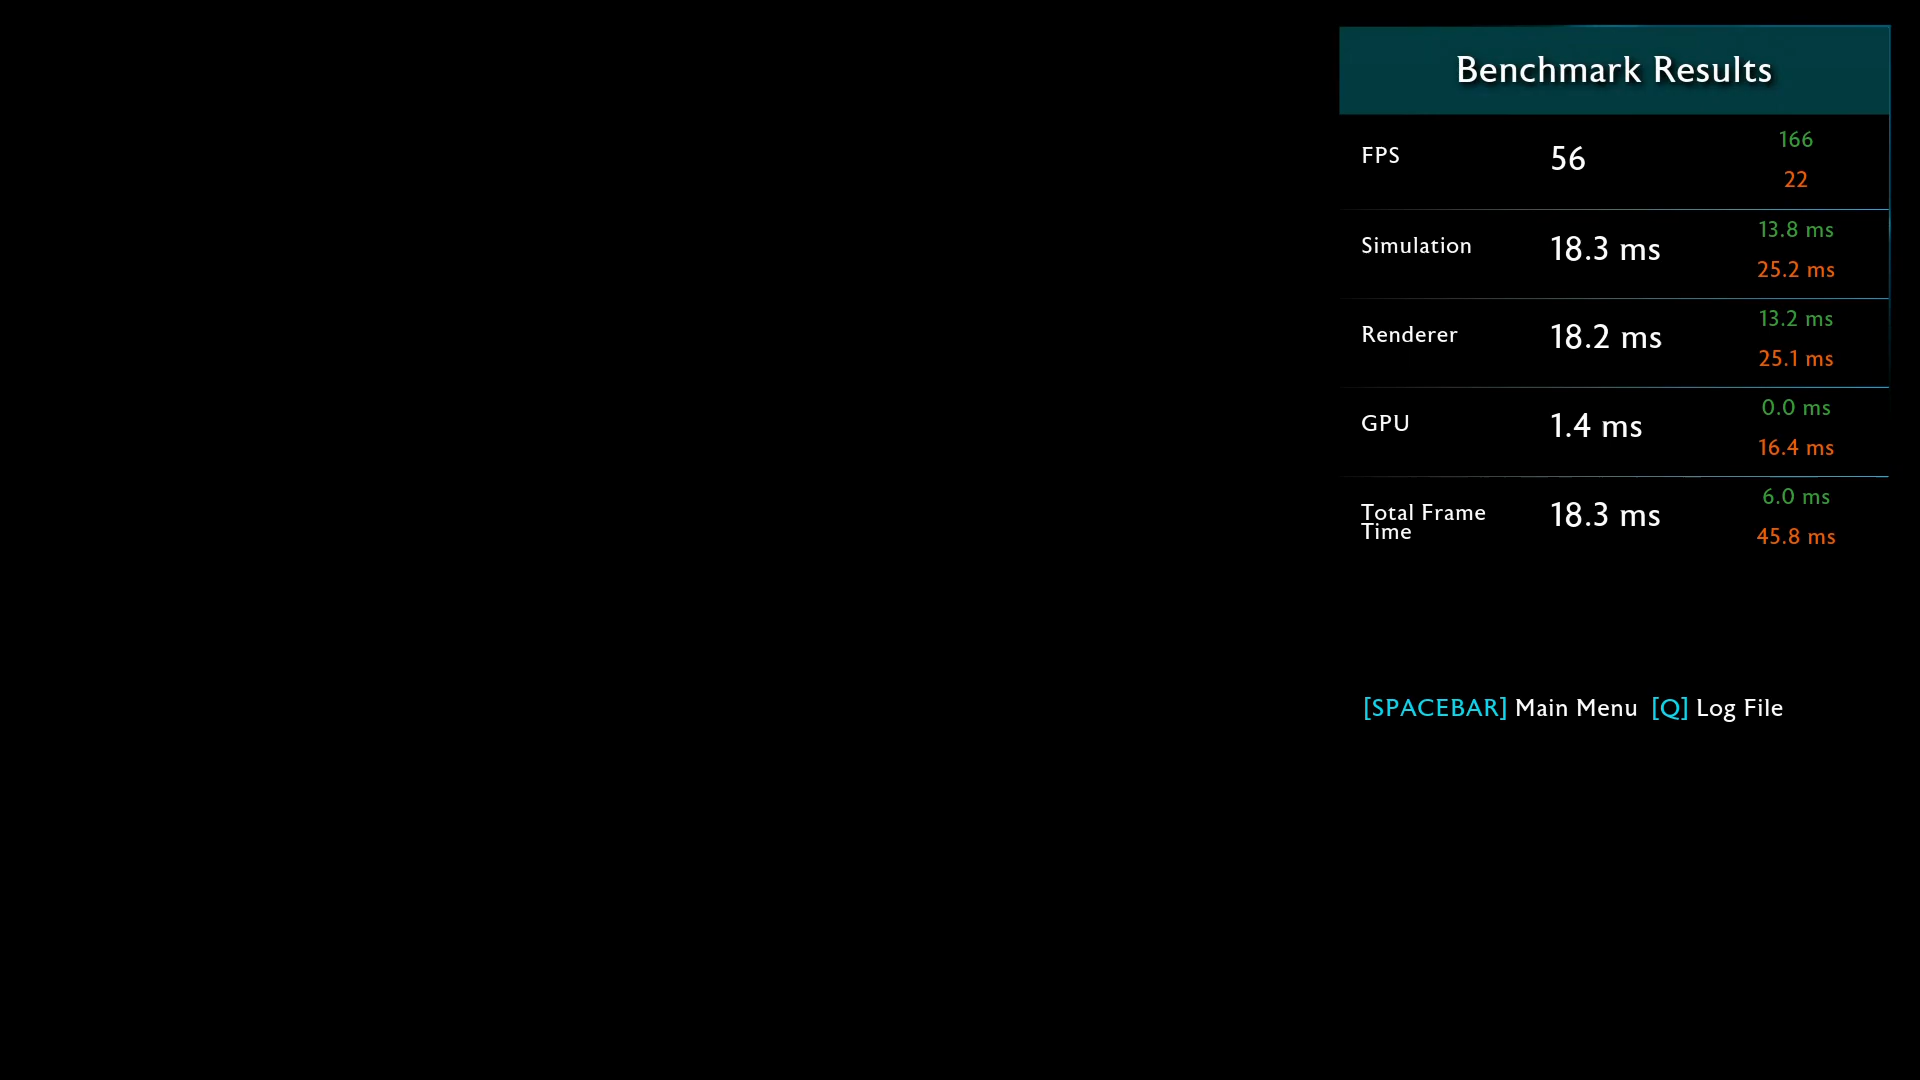 Benchmark Results
FPS 56 166
22
Simulation 18.3 ms 13.8 ms
25.2 ms
Renderer 18.2 ms 13.2 ms
25.1 ms
GPU 1.4 ms 0.0 ms
16.4 ms
Total Frame 18.3 ms 6.0 ms
Time 45.8 ms
[SPACEBAR] Main Menu [Q] Log File